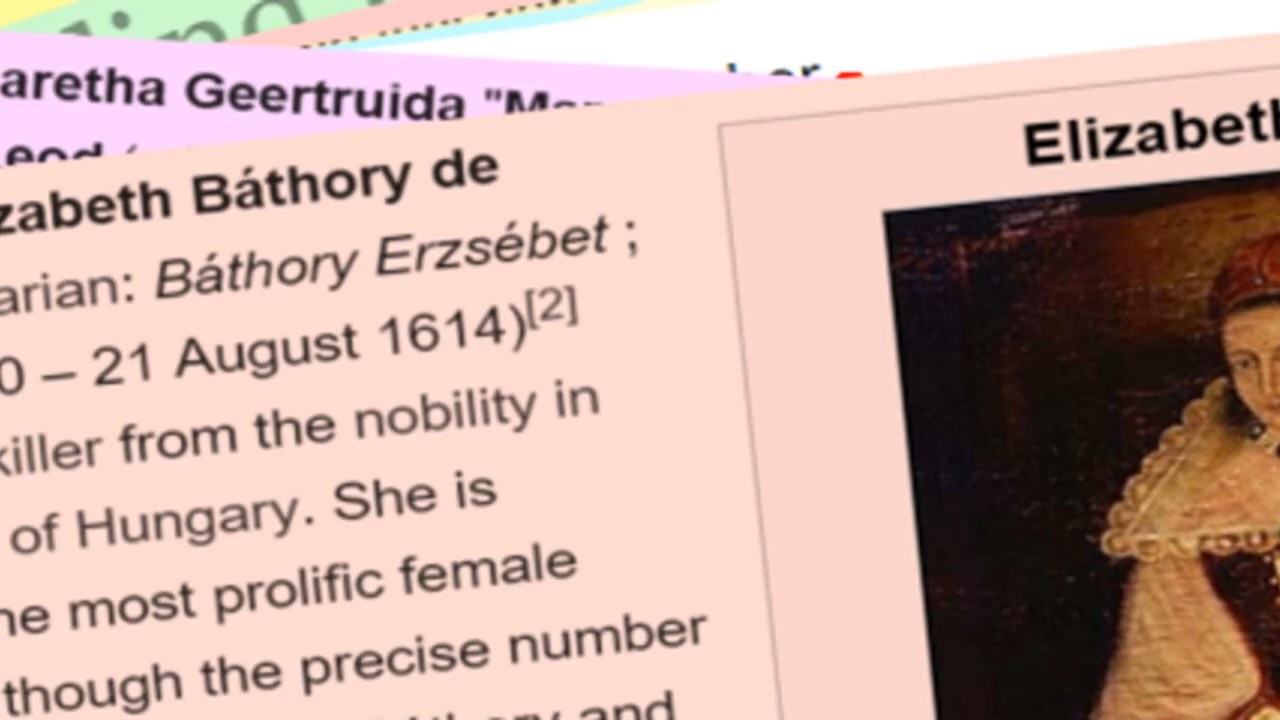 aretha Geertruida
Elizabeth
zabeth Báthory de
arian: Báthory Erzsébet ;
0 – 21 August 1614)[2]
killer from the nobility in
of Hungary. She is
he most prolific female
though the precise number
and